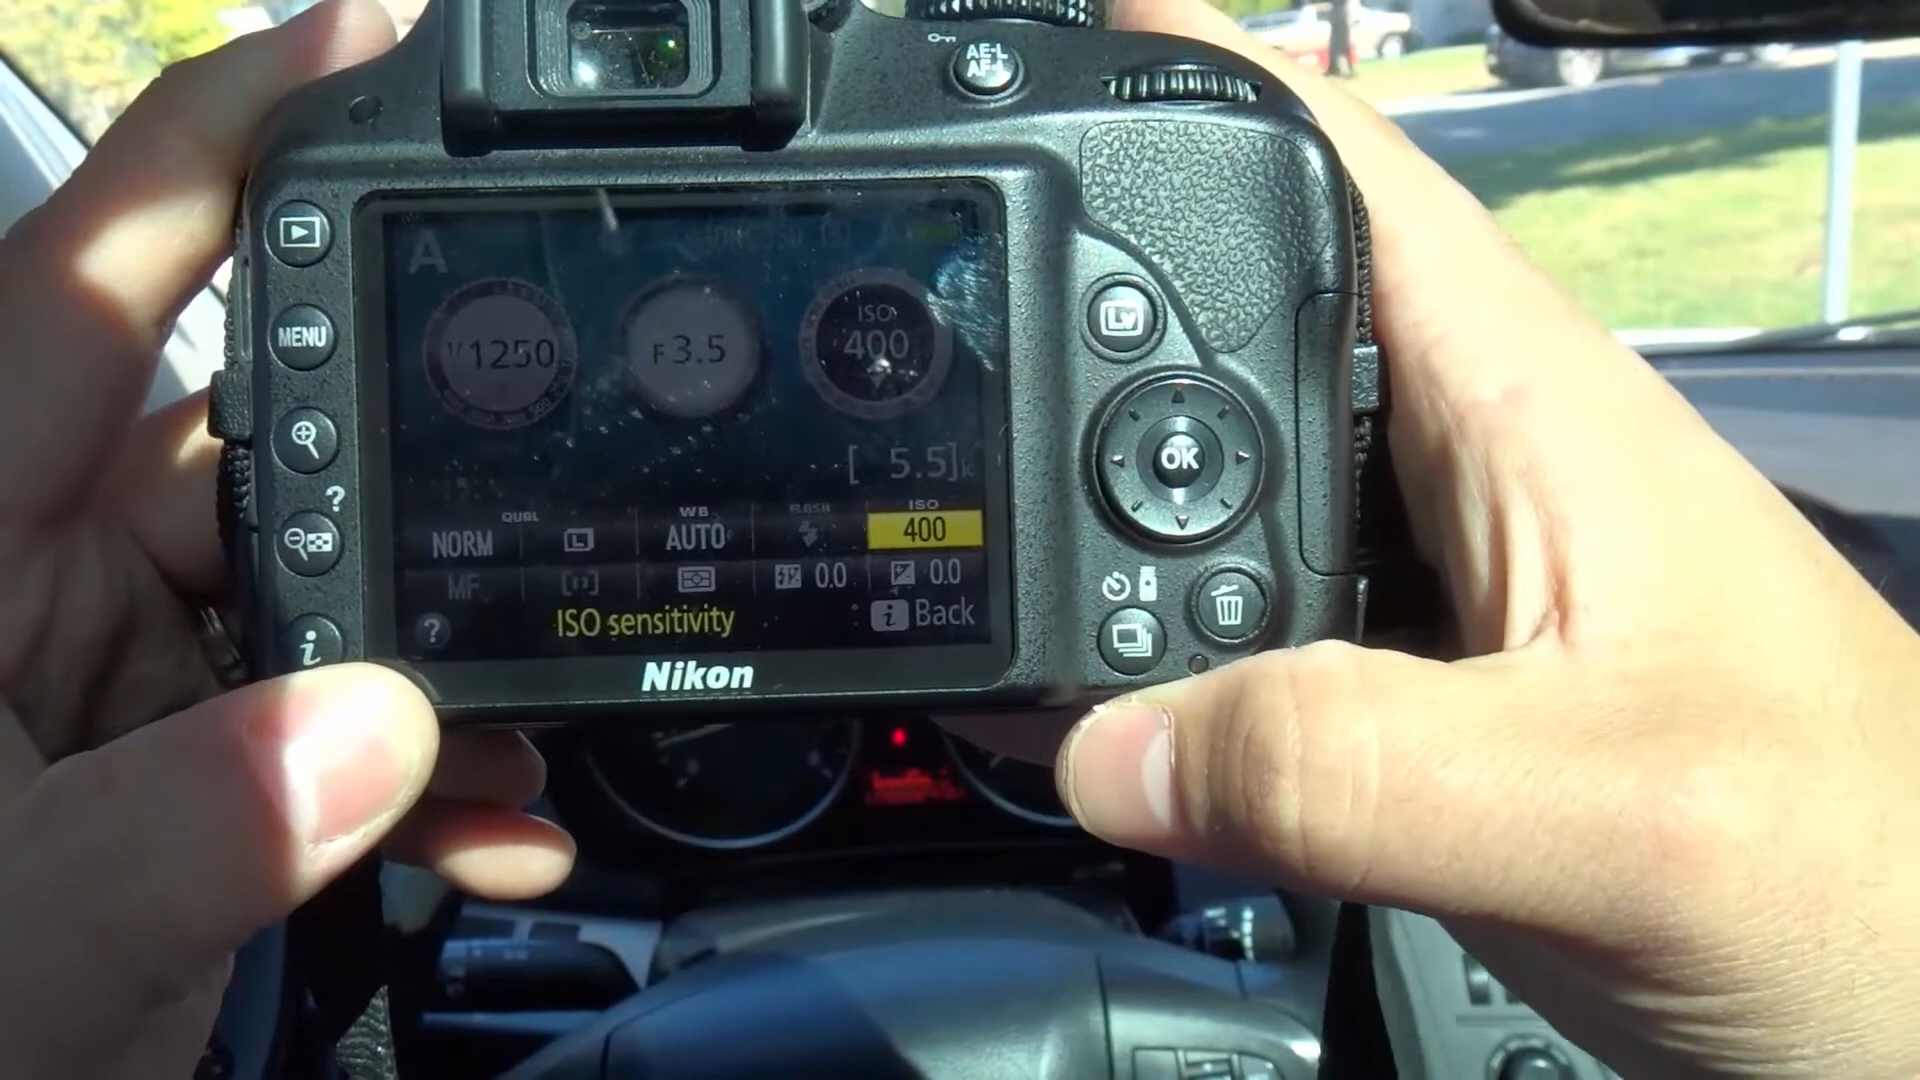 AE-L
AF-L
A
1/1250
F3.5
ISO
400
MENU
Lv
OK
[ 5.5]k
?
QUAL
WB
FLASH
ISO
NORM
L
AUTO
400
MF
0.0
0.0
?
ISO sensitivity
i Back
i
Nikon